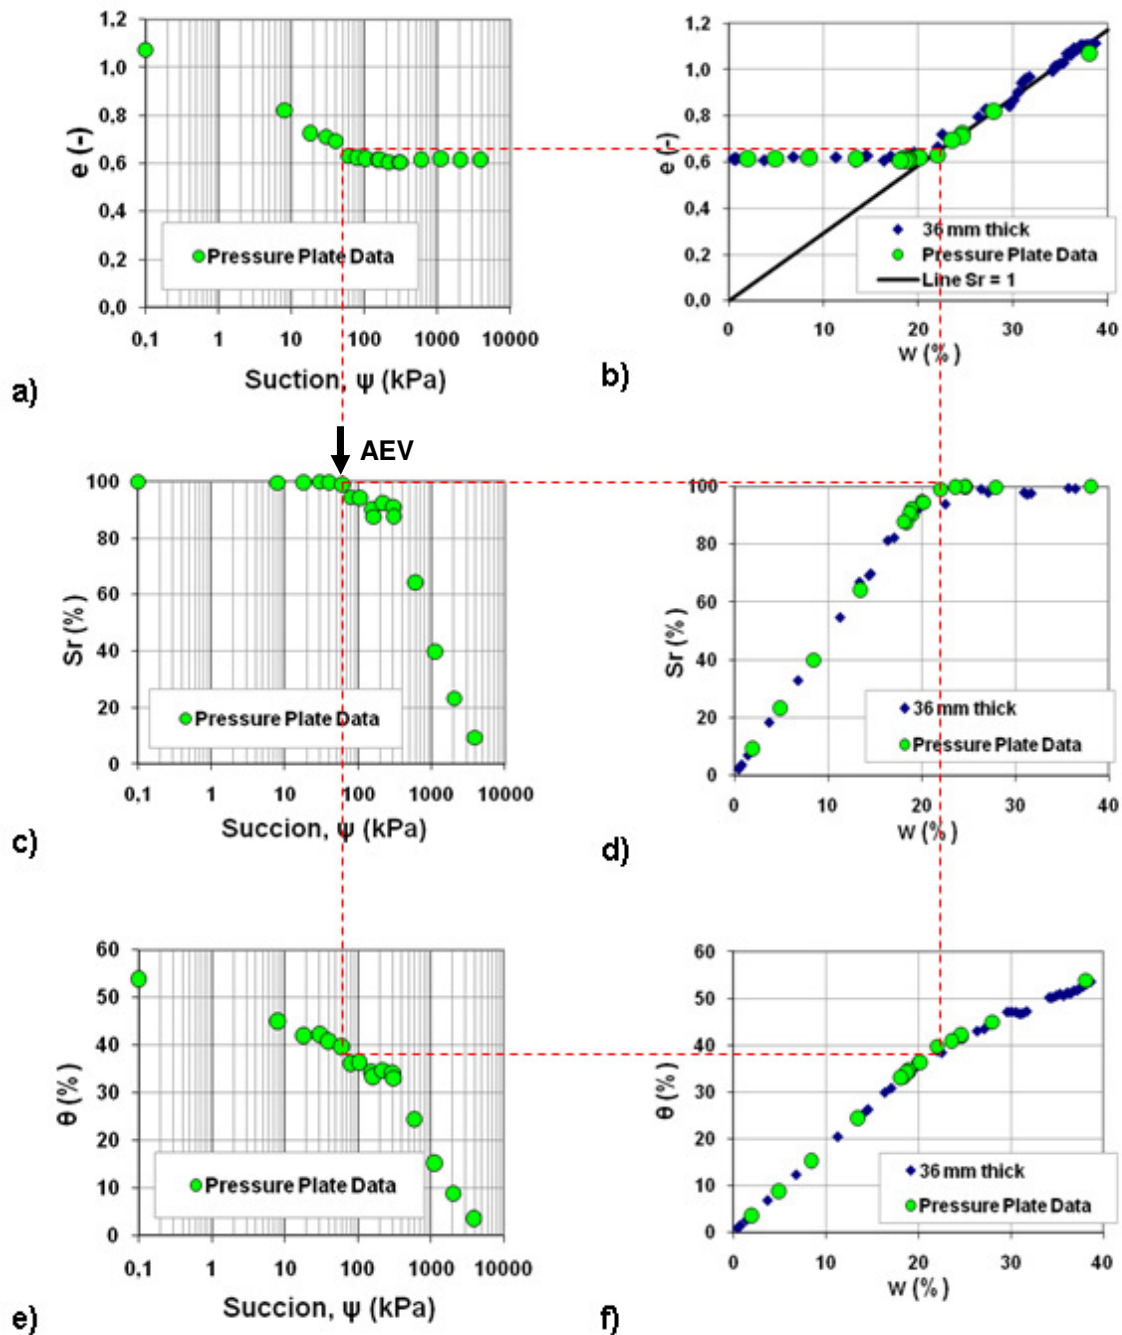 1,2
1,0
0,8
0,6
0,4
0,2
0,0
e (-)
Pressure Plate Data
0,1 1 10 100 1000 10000
Suction, ψ (kPa)
a)
1,2
1,0
0,8
0,6
0,4
0,2
0,0
e (-)
36 mm thick
Pressure Plate Data
Line Sr = 1
0 10 20 30 40
w (%)
b)
AEV
100
80
60
40
20
0
Sr (%)
Pressure Plate Data
0,1 1 10 100 1000 10000
Succion, ψ (kPa)
c)
100
80
60
40
20
0
Sr (%)
36 mm thick
Pressure Plate Data
0 10 20 30 40
w (%)
d)
60
50
40
30
20
10
0
θ (%)
Pressure Plate Data
0,1 1 10 100 1000 10000
Succion, ψ (kPa)
e)
60
50
40
30
20
10
0
θ (%)
36 mm thick
Pressure Plate Data
0 10 20 30 40
w (%)
f)